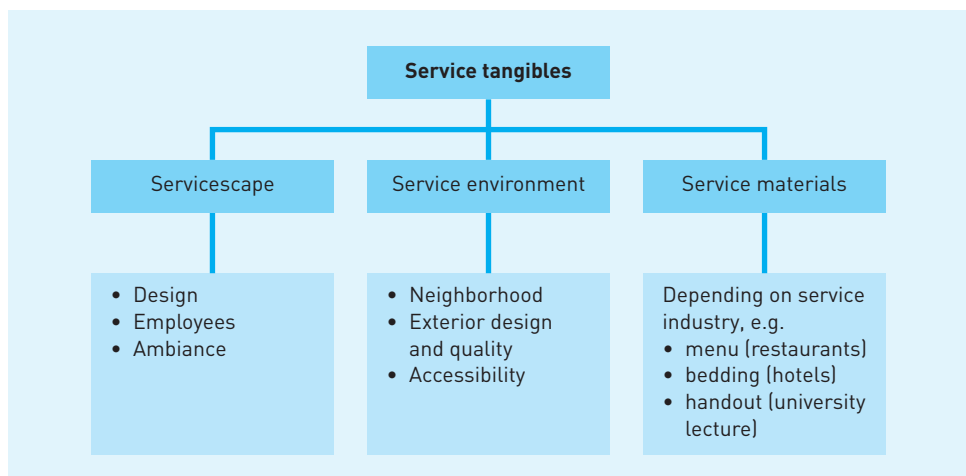 Service tangibles
Servicescape
Service environment
Service materials
• Design
• Employees
• Ambiance
• Neighborhood
• Exterior design
and quality
• Accessibility
Depending on service
industry, e.g.
• menu (restaurants)
• bedding (hotels)
• handout (university
lecture)